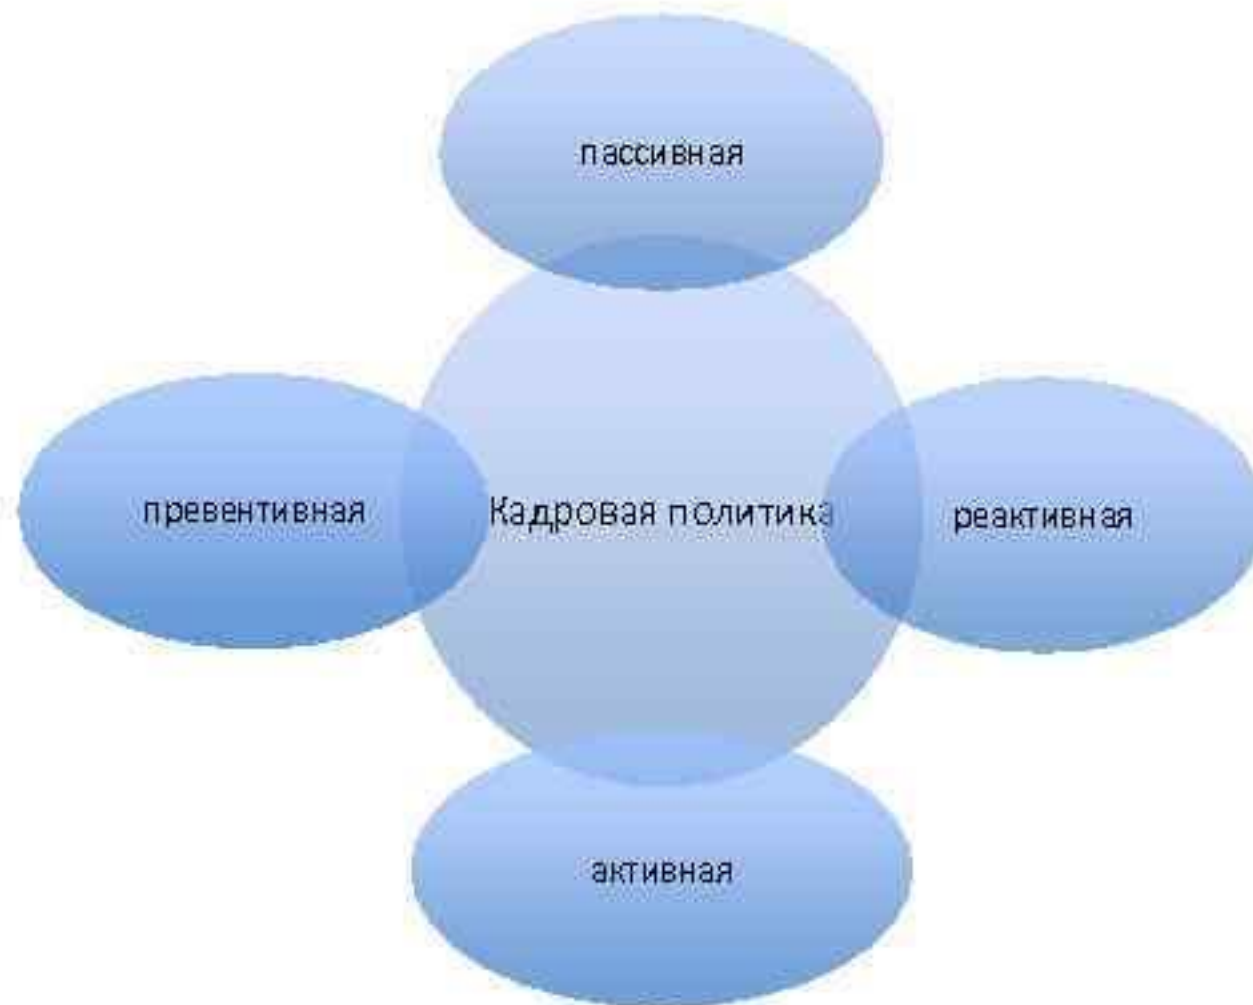 пассивная
превентивная
Кадровая политика
реактивная
активная